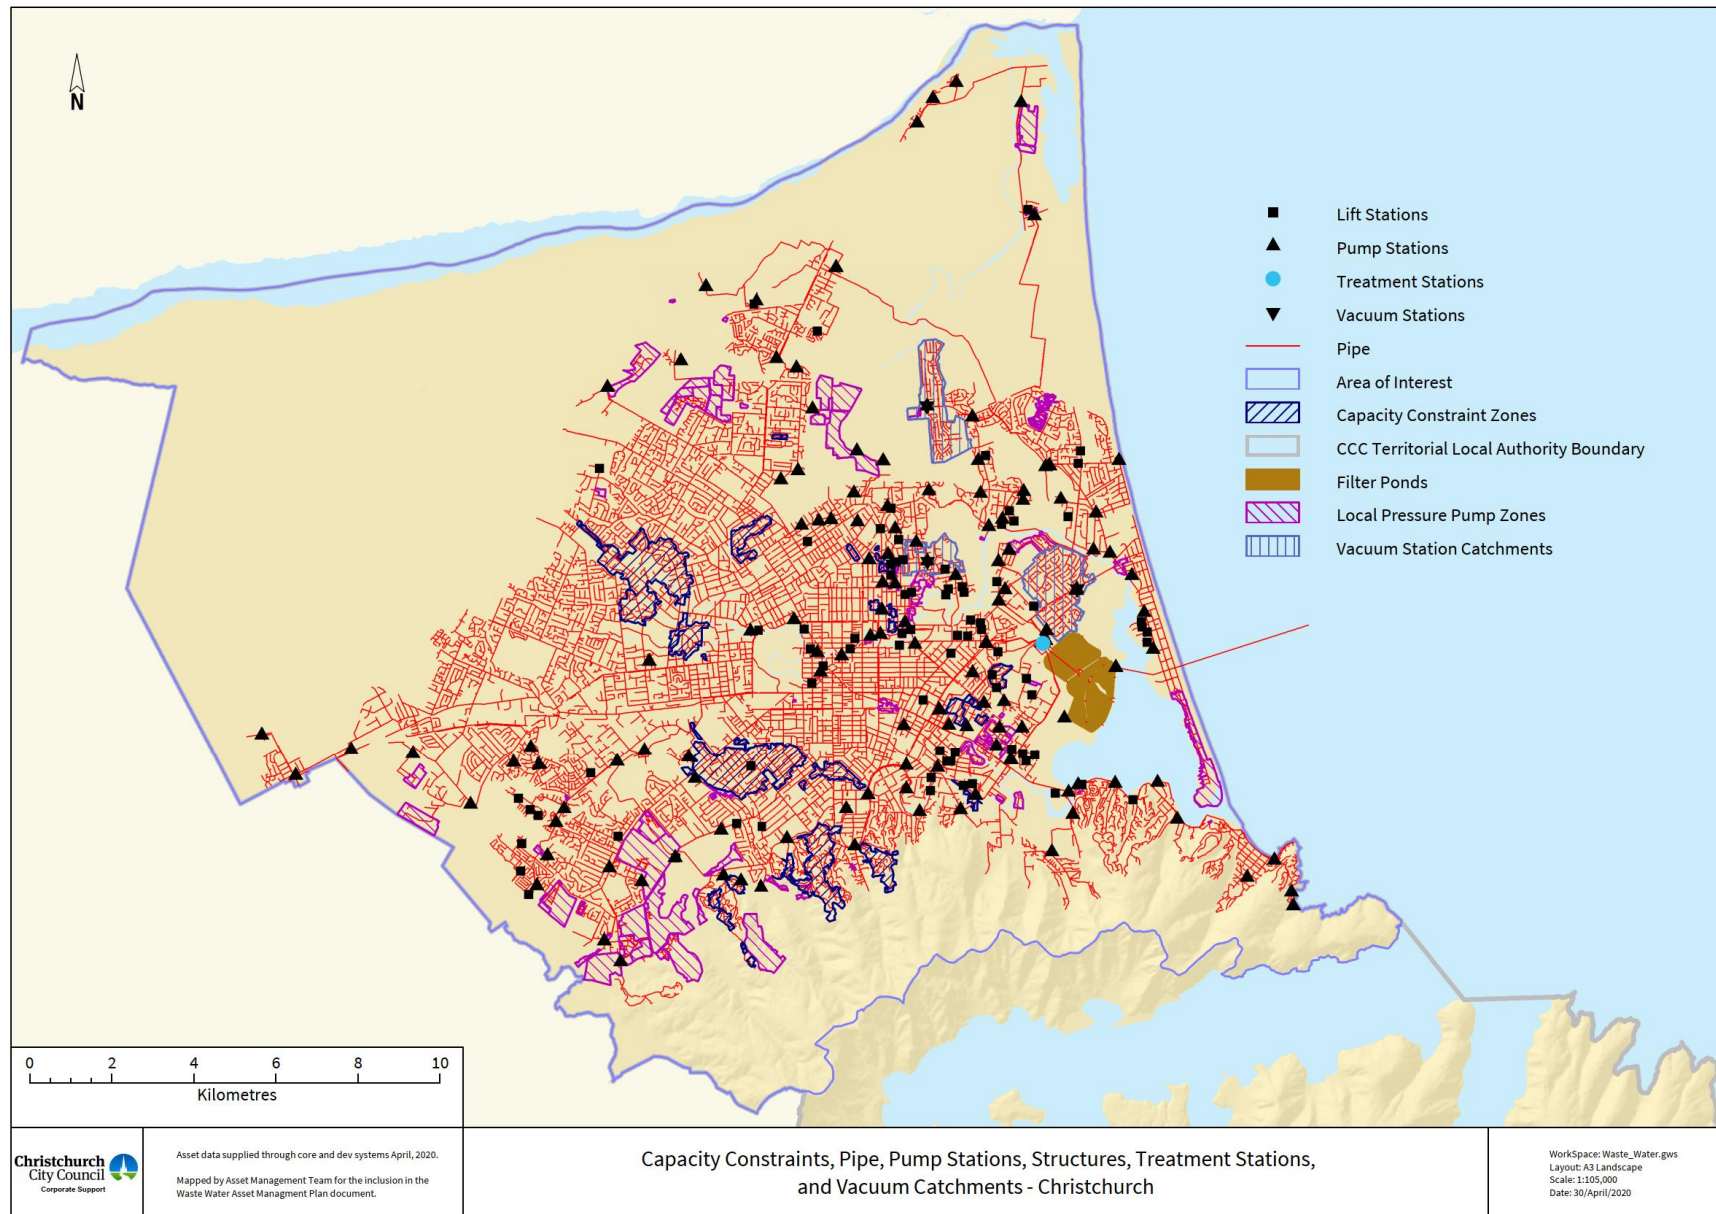 N
Lift Stations
Pump Stations
Treatment Stations
Vacuum Stations
Pipe
Area of Interest
Capacity Constraint Zones
CCC Territorial Local Authority Boundary
Filter Ponds
Local Pressure Pump Zones
Vacuum Station Catchments
0 2 4 6 8 10
Kilometres
Christchurch
City Council
Corporate Support
Asset data supplied through core and dev systems April, 2020.
Mapped by Asset Management Team for the inclusion in the
Waste Water Asset Managment Plan document.
Capacity Constraints, Pipe, Pump Stations, Structures, Treatment Stations,
and Vacuum Catchments - Christchurch
WorkSpace: Waste_Water.gws
Layout: A3 Landscape
Scale: 1:105,000
Date: 30/April/2020